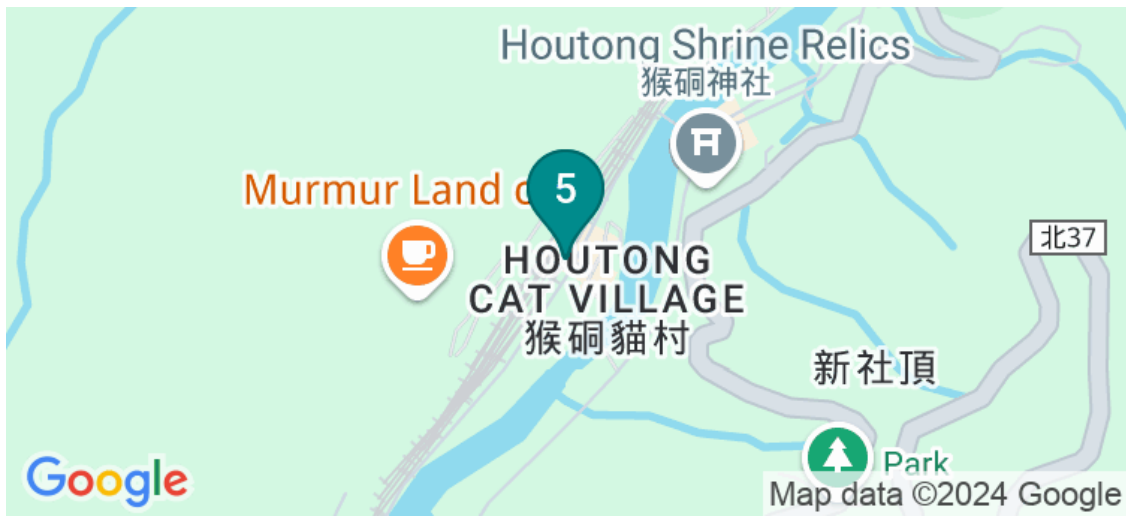 Houtong Shrine Relics
猴硐神社
Murmur Land
5
北37
HOUTONG
CAT VILLAGE
猴硐貓村
新社頂
Park
Google
Map data ©2024 Google